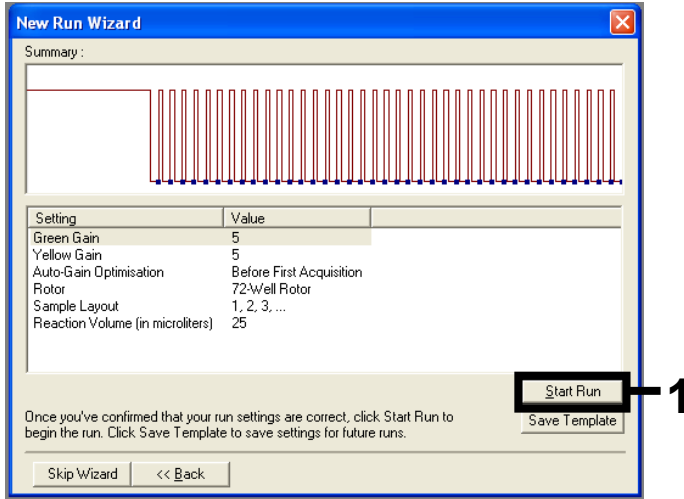 New Run Wizard
Summary :
Setting Value
Green Gain 5
Yellow Gain 5
Auto-Gain Optimisation Before First Acquisition
Rotor 72-Well Rotor
Sample Layout 1, 2, 3, ...
Reaction Volume (in microliters) 25
Start Run
1
Once you've confirmed that your run settings are correct, click Start Run to
begin the run. Click Save Template to save settings for future runs.
Save Template
Skip Wizard << Back